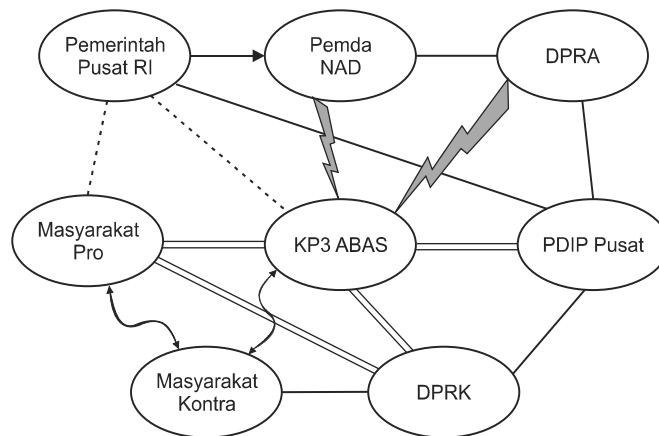 Pemerintah
Pusat RI
Pemda
NAD
DPRA
Masyarakat
Pro
KP3 ABAS
PDIP Pusat
Masyarakat
Kontra
DPRK